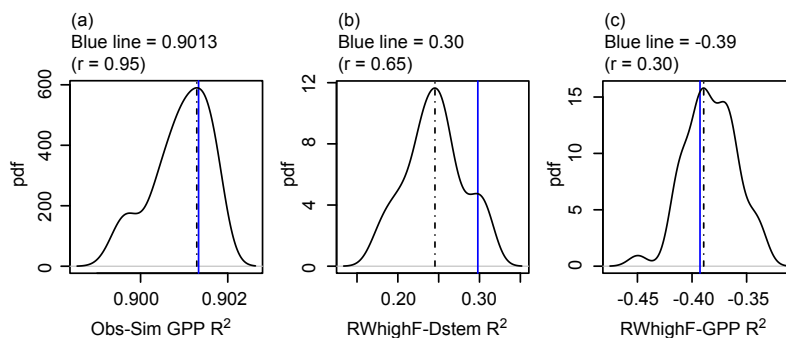 (a)
Blue line = 0.9013
(r = 0.95)
pdf
600
400
200
0
0.900
0.902
Obs-Sim GPP R²
(b)
Blue line = 0.30
(r = 0.65)
pdf
12
8
4
0
0.20
0.30
RWhighF-Dstem R²
(c)
Blue line = -0.39
(r = 0.30)
pdf
15
10
5
0
-0.45
-0.40
-0.35
RWhighF-GPP R²